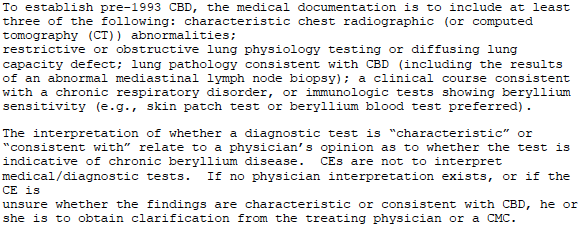 To establish pre-1993 CBD, the medical documentation is to include at least
three of the following: characteristic chest radiographic (or computed
tomography (CT)) abnormalities;
restrictive or obstructive lung physiology testing or diffusing lung
capacity defect; lung pathology consistent with CBD (including the results
of an abnormal mediastinal lymph node biopsy); a clinical course consistent
with a chronic respiratory disorder, or immunologic tests showing beryllium
sensitivity (e.g., skin patch test or beryllium blood test preferred).

The interpretation of whether a diagnostic test is “characteristic” or
“consistent with” relate to a physician’s opinion as to whether the test is
indicative of chronic beryllium disease.  CEs are not to interpret
medical/diagnostic tests.  If no physician interpretation exists, or if the
CE is
unsure whether the findings are characteristic or consistent with CBD, he or
she is to obtain clarification from the treating physician or a CMC.